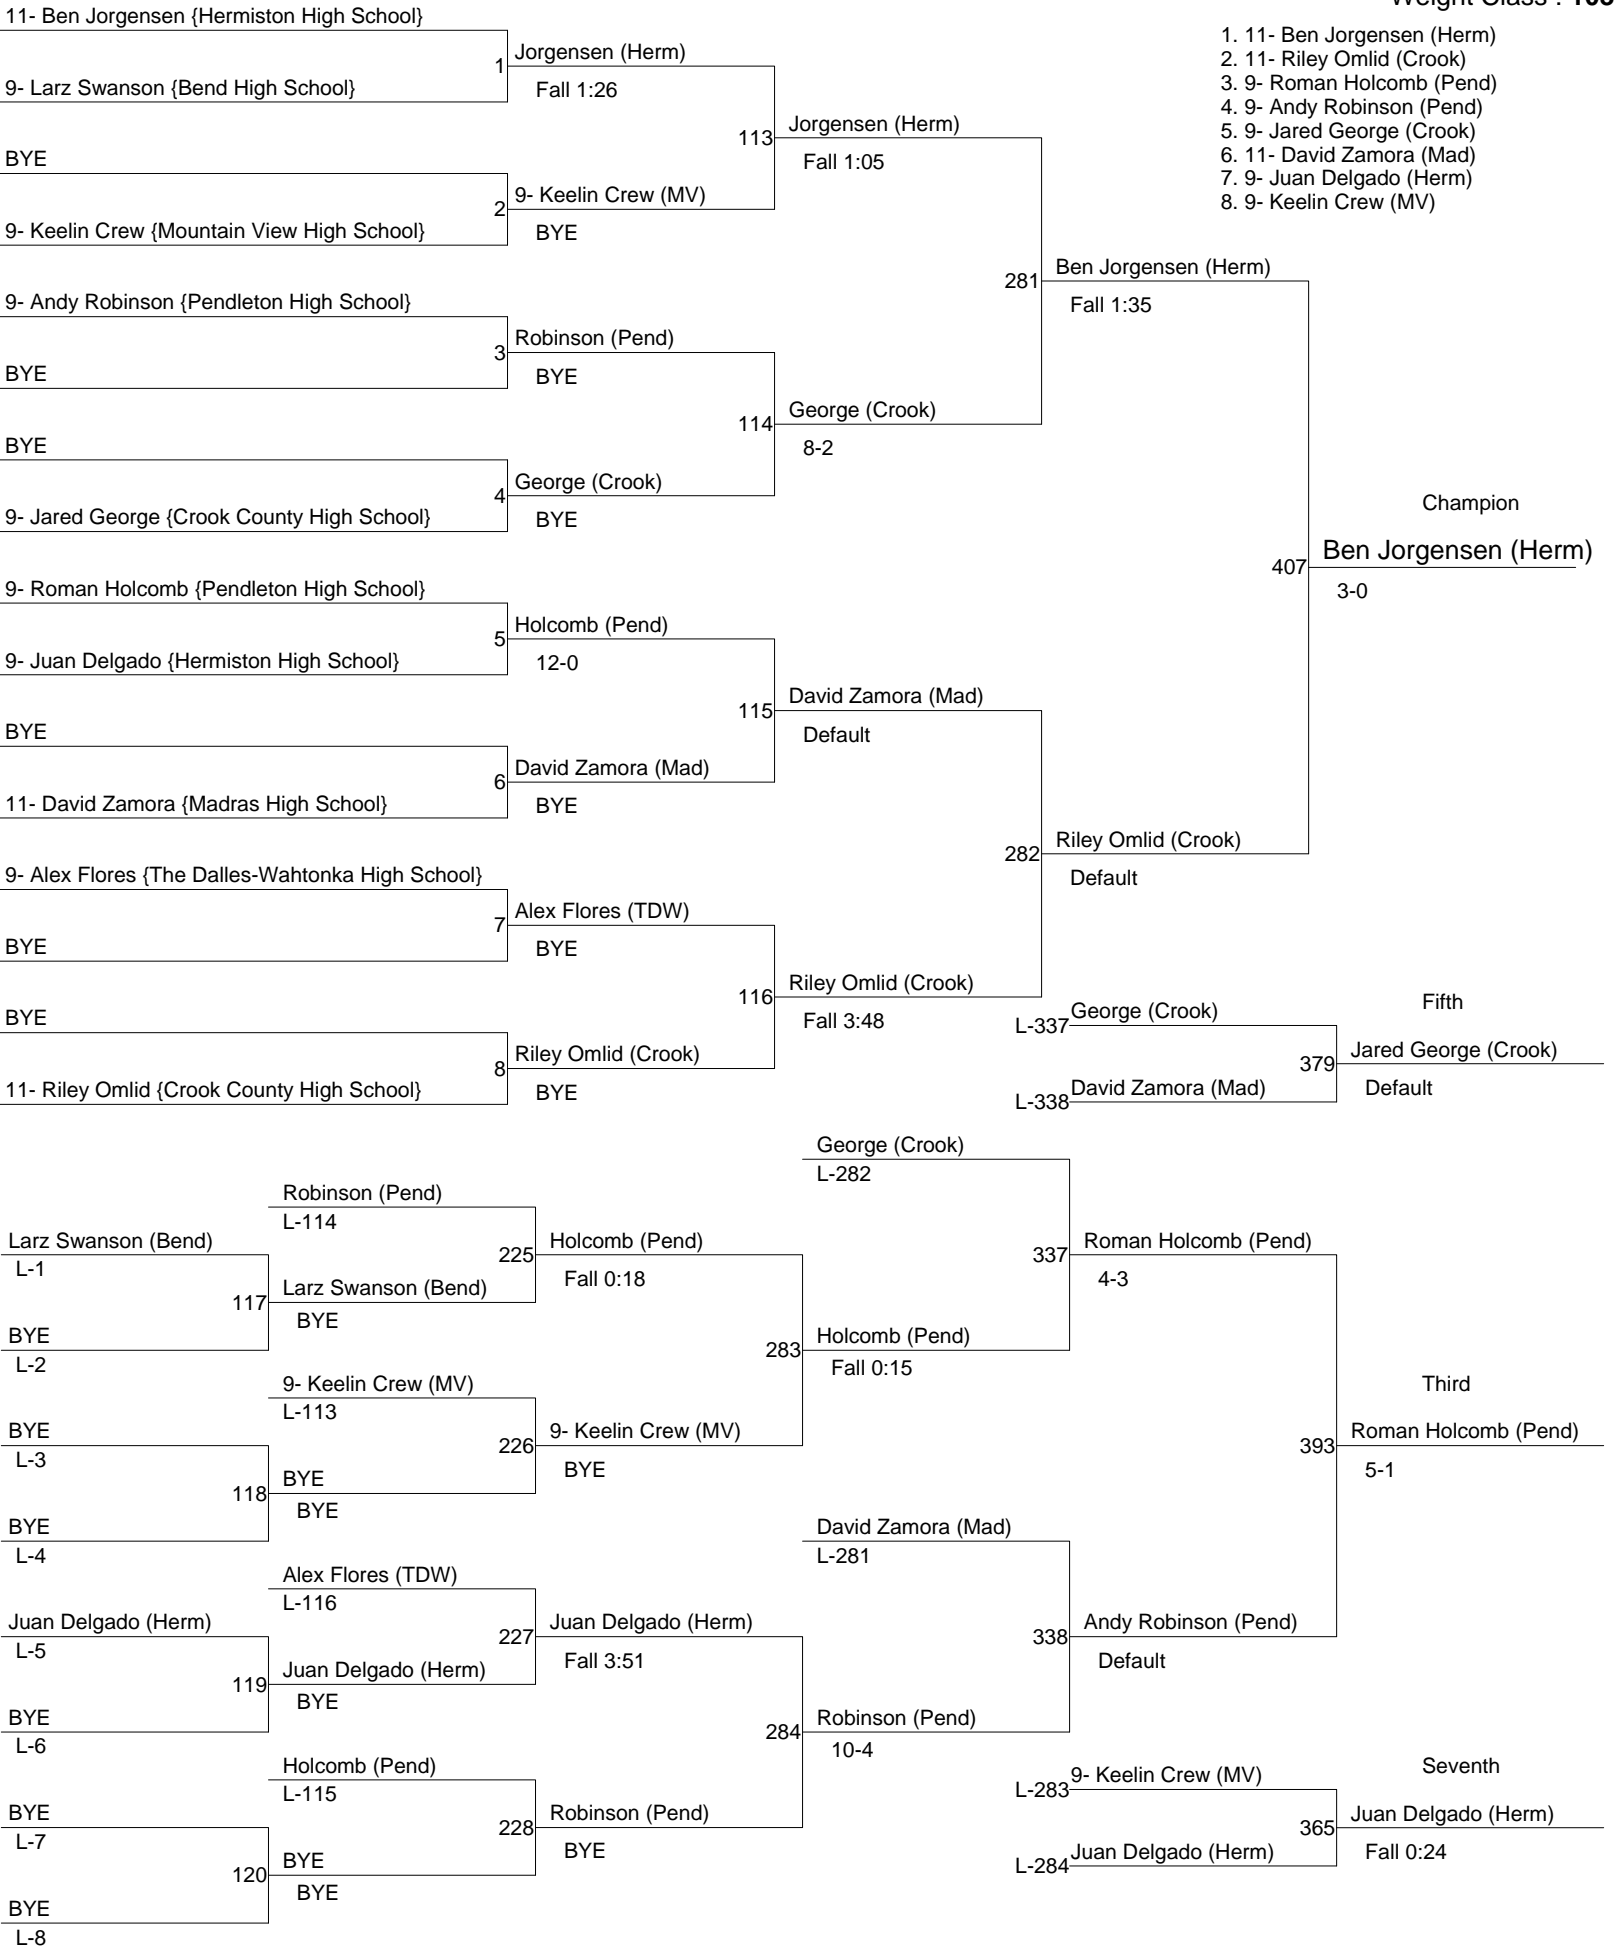 Weight Class :
11- Ben Jorgensen {Hermiston High School}
1. 11- Ben Jorgensen (Herm)
Jorgensen (Herm)
1
2. 11- Riley Omlid (Crook)
9- Larz Swanson {Bend High School}
Fall 1:26
3. 9- Roman Holcomb (Pend)
4. 9- Andy Robinson (Pend)
113
Jorgensen (Herm)
5. 9- Jared George (Crook)
BYE
Fall 1:05
6. 11- David Zamora (Mad)
7. 9- Juan Delgado (Herm)
2
9- Keelin Crew (MV)
8. 9- Keelin Crew (MV)
9- Keelin Crew {Mountain View High School}
BYE
281
Ben Jorgensen (Herm)
9- Andy Robinson {Pendleton High School}
Fall 1:35
3
Robinson (Pend)
BYE
BYE
114
George (Crook)
BYE
8-2
4
George (Crook)
9- Jared George {Crook County High School}
BYE
Champion
407
Ben Jorgensen (Herm)
3-0
9- Roman Holcomb {Pendleton High School}
5
Holcomb (Pend)
9- Juan Delgado {Hermiston High School}
12-0
115
David Zamora (Mad)
BYE
Default
6
David Zamora (Mad)
11- David Zamora {Madras High School}
BYE
282
Riley Omlid (Crook)
9- Alex Flores {The Dalles-Wahtonka High School}
Default
7
Alex Flores (TDW)
BYE
BYE
116
Riley Omlid (Crook)
BYE
Fall 3:48
8
Riley Omlid (Crook)
11- Riley Omlid {Crook County High School}
BYE
Fifth
L-337
George (Crook)
379
Jared George (Crook)
L-338
David Zamora (Mad)
Default
George (Crook)
L-282
Robinson (Pend)
L-114
Larz Swanson (Bend)
L-1
225
Holcomb (Pend)
Fall 0:18
337
Roman Holcomb (Pend)
4-3
117
Larz Swanson (Bend)
BYE
BYE
L-2
283
Holcomb (Pend)
Fall 0:15
9- Keelin Crew (MV)
L-113
Third
BYE
L-3
226
9- Keelin Crew (MV)
BYE
393
Roman Holcomb (Pend)
5-1
118
BYE
BYE
BYE
L-4
David Zamora (Mad)
L-281
Alex Flores (TDW)
L-116
Juan Delgado (Herm)
L-5
227
Juan Delgado (Herm)
Fall 3:51
338
Andy Robinson (Pend)
Default
119
Juan Delgado (Herm)
BYE
BYE
L-6
284
Robinson (Pend)
10-4
Holcomb (Pend)
L-115
Seventh
L-283
9- Keelin Crew (MV)
BYE
L-7
228
Robinson (Pend)
BYE
365
Juan Delgado (Herm)
Fall 0:24
L-284
Juan Delgado (Herm)
120
BYE
BYE
BYE
L-8